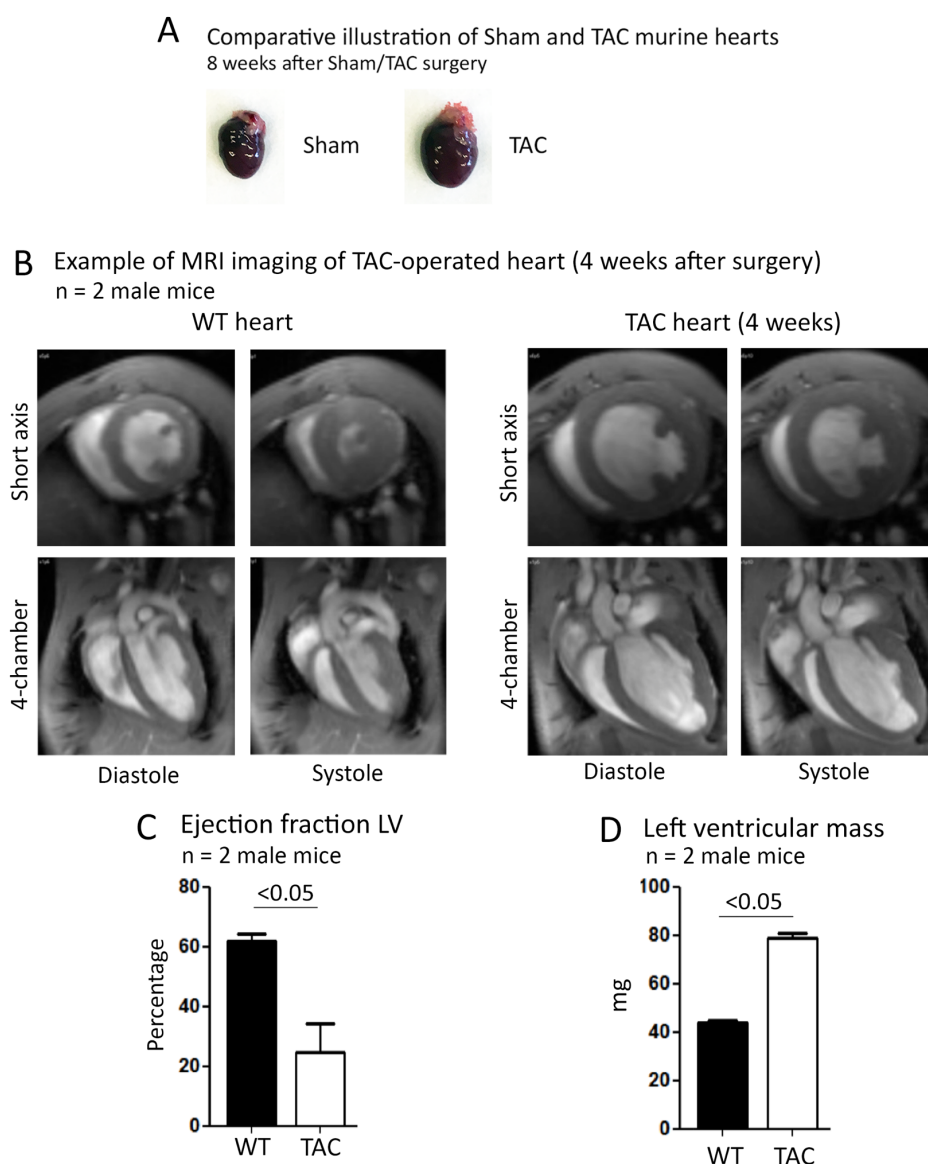 A
Comparative illustration of Sham and TAC murine hearts
8 weeks after Sham/TAC surgery
Sham
TAC
B
Example of MRI imaging of TAC-operated heart (4 weeks after surgery)
n = 2 male mice
WT heart
TAC heart (4 weeks)
Short axis
Short axis
4-chamber
4-chamber
Diastole
Systole
Diastole
Systole
C
Ejection fraction LV
n = 2 male mice
<0.05
Percentage
80
60
40
20
0
WT
TAC
D
Left ventricular mass
n = 2 male mice
<0.05
mg
100
80
60
40
20
0
WT
TAC